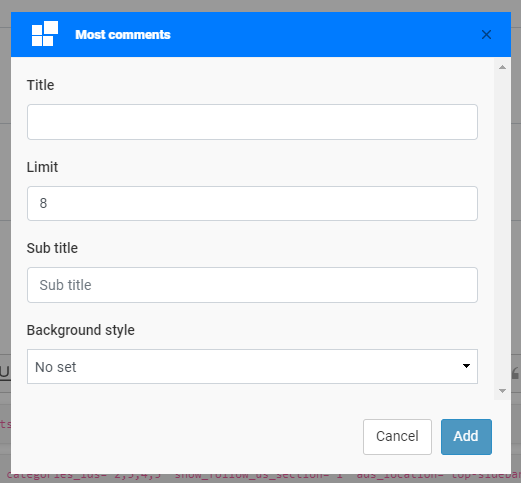 Most comments
×
Title
Limit
8
Sub title
Sub title
Background style
No set
Cancel
Add
categories_ids="2,3,4,5" show_follow_us_section="1" ads_location="top-sidebar